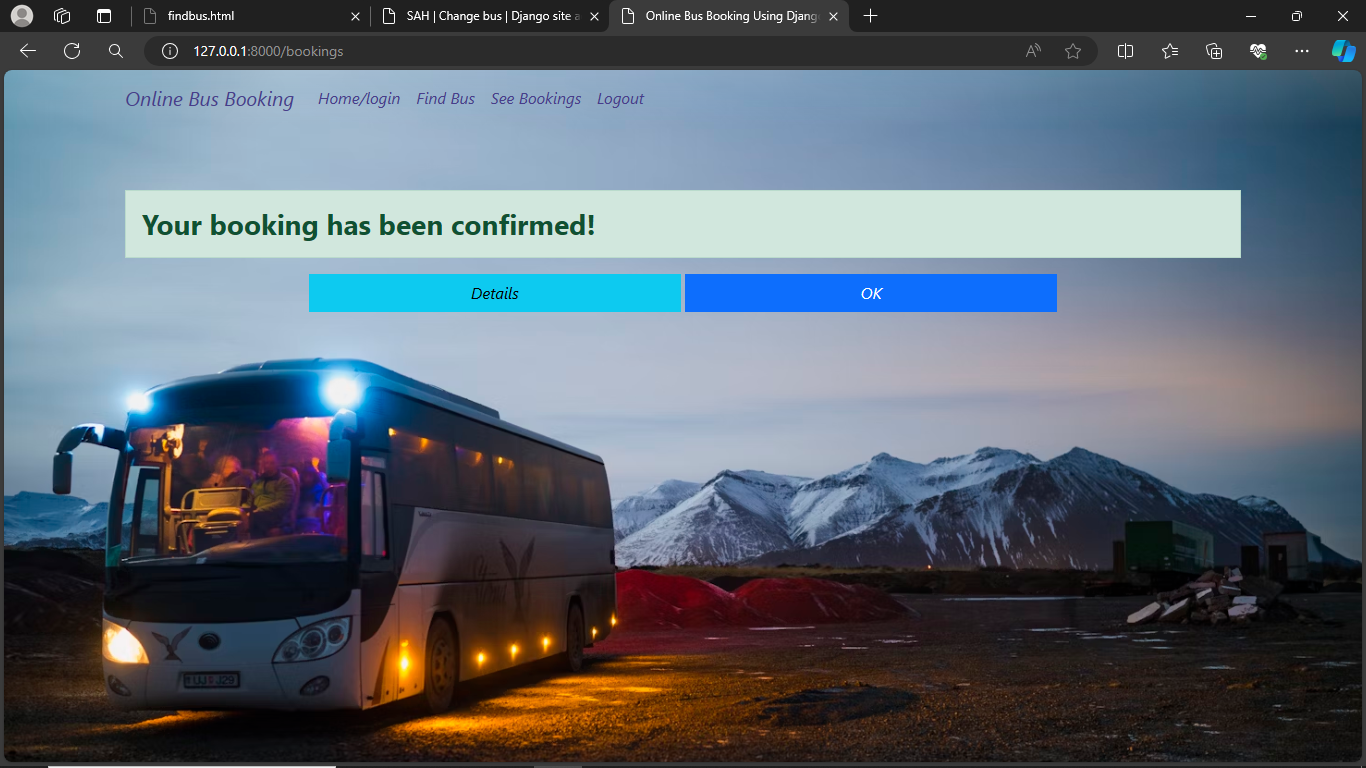 findbus.html
SAH | Change bus | Django site a
Online Bus Booking Using Djang
127.0.0.1:8000/bookings
Online Bus Booking Home/login Find Bus See Bookings Logout
Your booking has been confirmed!
Details OK